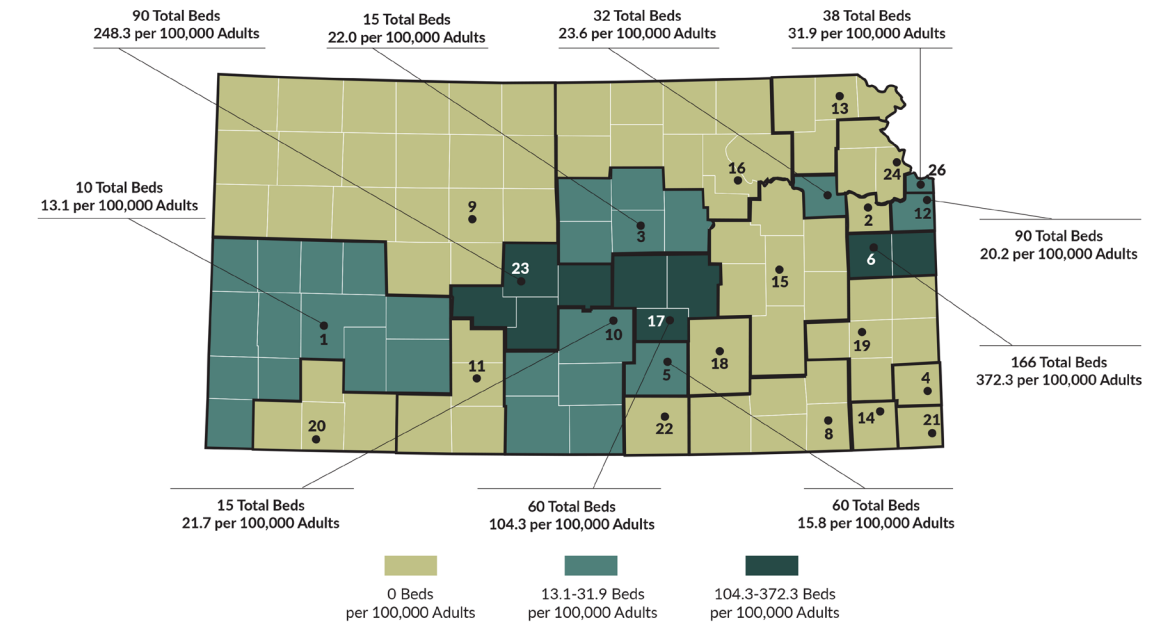 90 Total Beds
248.3 per 100,000 Adults
15 Total Beds
22.0 per 100,000 Adults
32 Total Beds
23.6 per 100,000 Adults
38 Total Beds
31.9 per 100,000 Adults
13
26
24
16
10 Total Beds
13.1 per 100,000 Adults
9
2
12
3
90 Total Beds
20.2 per 100,000 Adults
6
23
15
1
10
17
19
18
11
5
4
166 Total Beds
372.3 per 100,000 Adults
20
22
8
14
21
15 Total Beds
21.7 per 100,000 Adults
60 Total Beds
104.3 per 100,000 Adults
60 Total Beds
15.8 per 100,000 Adults
0 Beds
per 100,000 Adults
13.1-31.9 Beds
per 100,000 Adults
104.3-372.3 Beds
per 100,000 Adults